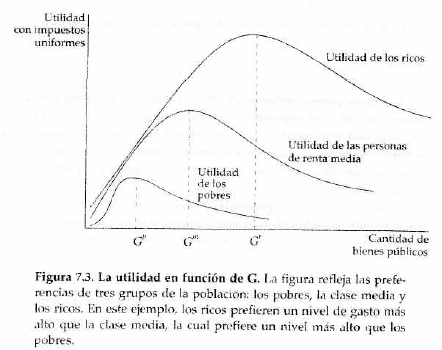 Utilidad
con impuestos
uniformes
Utilidad de los ricos
Utilidad de las personas
de renta media
Utilidad
de los
pobres
Gᵖ Gᵐ Gʳ
Cantidad de
bienes públicos
Figura 7.3. La utilidad en función de G. La figura refleja las prefe-
rencias de tres grupos de la población: los pobres, la clase media y
los ricos. En este ejemplo, los ricos prefieren un nivel de gasto más
alto que la clase media, la cual prefiere un nivel más alto que los
pobres.